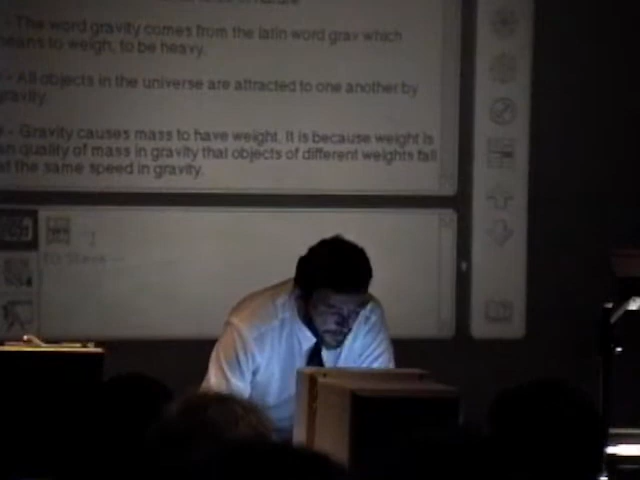 - The word gravity comes from the latin word grav which
means to weigh, to be heavy.
- All objects in the universe are attracted to one another by
gravity.
- Gravity causes mass to have weight. It is because weight is
an quality of mass in gravity that objects of different weights fall
at the same speed in gravity.